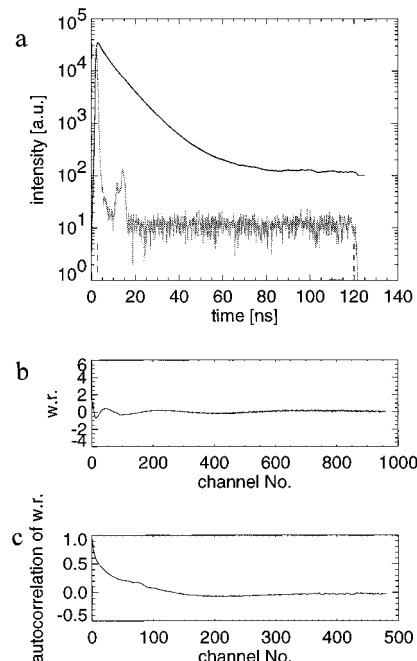 a
10^5
10^4
10^3
10^2
10^1
10^0
intensity [a.u.]
0 20 40 60 80 100 120 140
time [ns]
b
6
4
2
0
-2
-4
w.r.
0 200 400 600 800 1000
channel No.
c
1.0
0.5
0.0
-0.5
autocorrelation of w.r.
0 100 200 300 400 500
channel No.